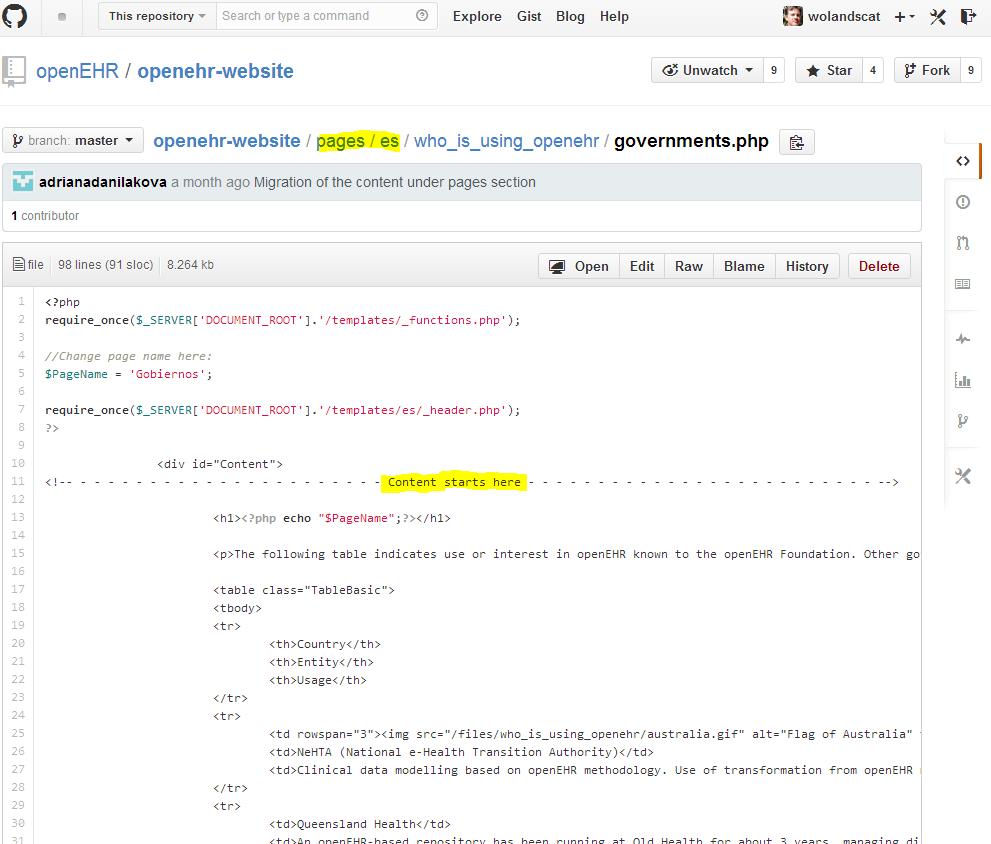 This repository Search or type a command Explore Gist Blog Help wolandscat
openEHR / openehr-website Unwatch 9 Star 4 Fork 9
branch: master openehr-website / pages / es / who_is_using_openehr / governments.php
adrianadanilakova a month ago Migration of the content under pages section
1 contributor
file 98 lines (91 sloc) 8.264 kb Open Edit Raw Blame History Delete
1 <?php
2 require_once($_SERVER['DOCUMENT_ROOT'].'/templates/_functions.php');
3
4 //Change page name here:
5 $PageName = 'Gobiernos';
6
7 require_once($_SERVER['DOCUMENT_ROOT'].'/templates/es/_header.php');
8 ?>
9
10 <div id="Content">
11 <!-- - - - - - - - - - - - - - - - - - - - - - - - Content starts here - - - - - - - - - - - - - - - - - - - - - - - - - -->
12
13 <h1><?php echo "$PageName";?></h1>
14
15 <p>The following table indicates use or interest in openEHR known to the openEHR Foundation. Other go
16
17 <table class="TableBasic">
18 <tbody>
19 <tr>
20 <th>Country</th>
21 <th>Entity</th>
22 <th>Usage</th>
23 </tr>
24 <tr>
25 <td rowspan="3"><img src="/files/who_is_using_openehr/australia.gif" alt="Flag of Australia"
26 <td>NeHTA (National e-Health Transition Authority)</td>
27 <td>Clinical data modelling based on openEHR methodology. Use of transformation from openEHR
28 </tr>
29 <tr>
30 <td>Queensland Health</td>
31 <td>An openEHR-based repository has been running at Qld Health for about 3 years, managing di